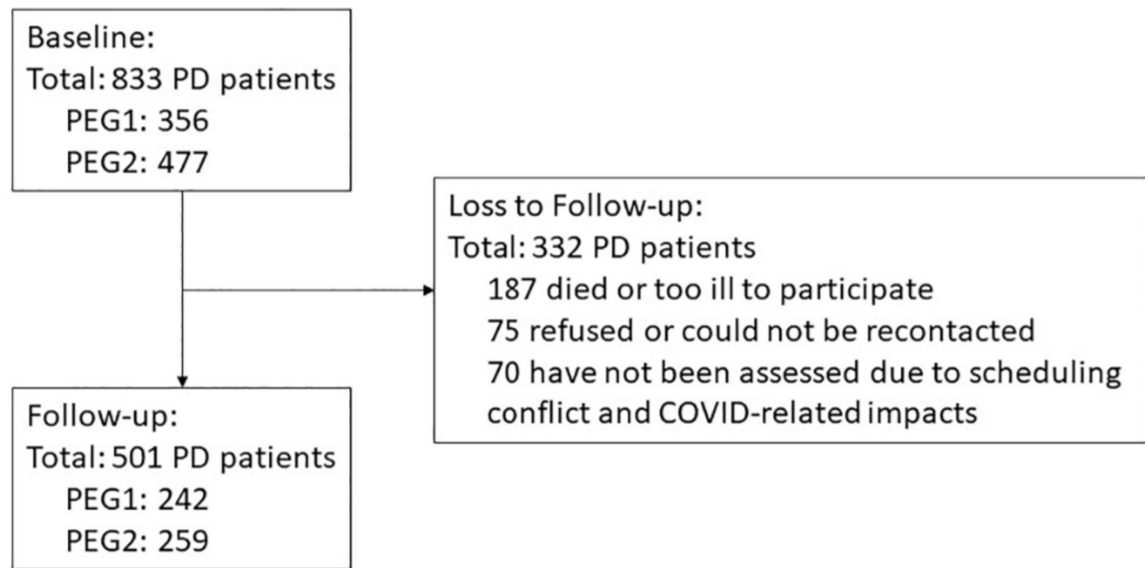 Baseline:
Total: 833 PD patients
PEG1: 356
PEG2: 477
Loss to Follow-up:
Total: 332 PD patients
187 died or too ill to participate
75 refused or could not be recontacted
70 have not been assessed due to scheduling
conflict and COVID-related impacts
Follow-up:
Total: 501 PD patients
PEG1: 242
PEG2: 259